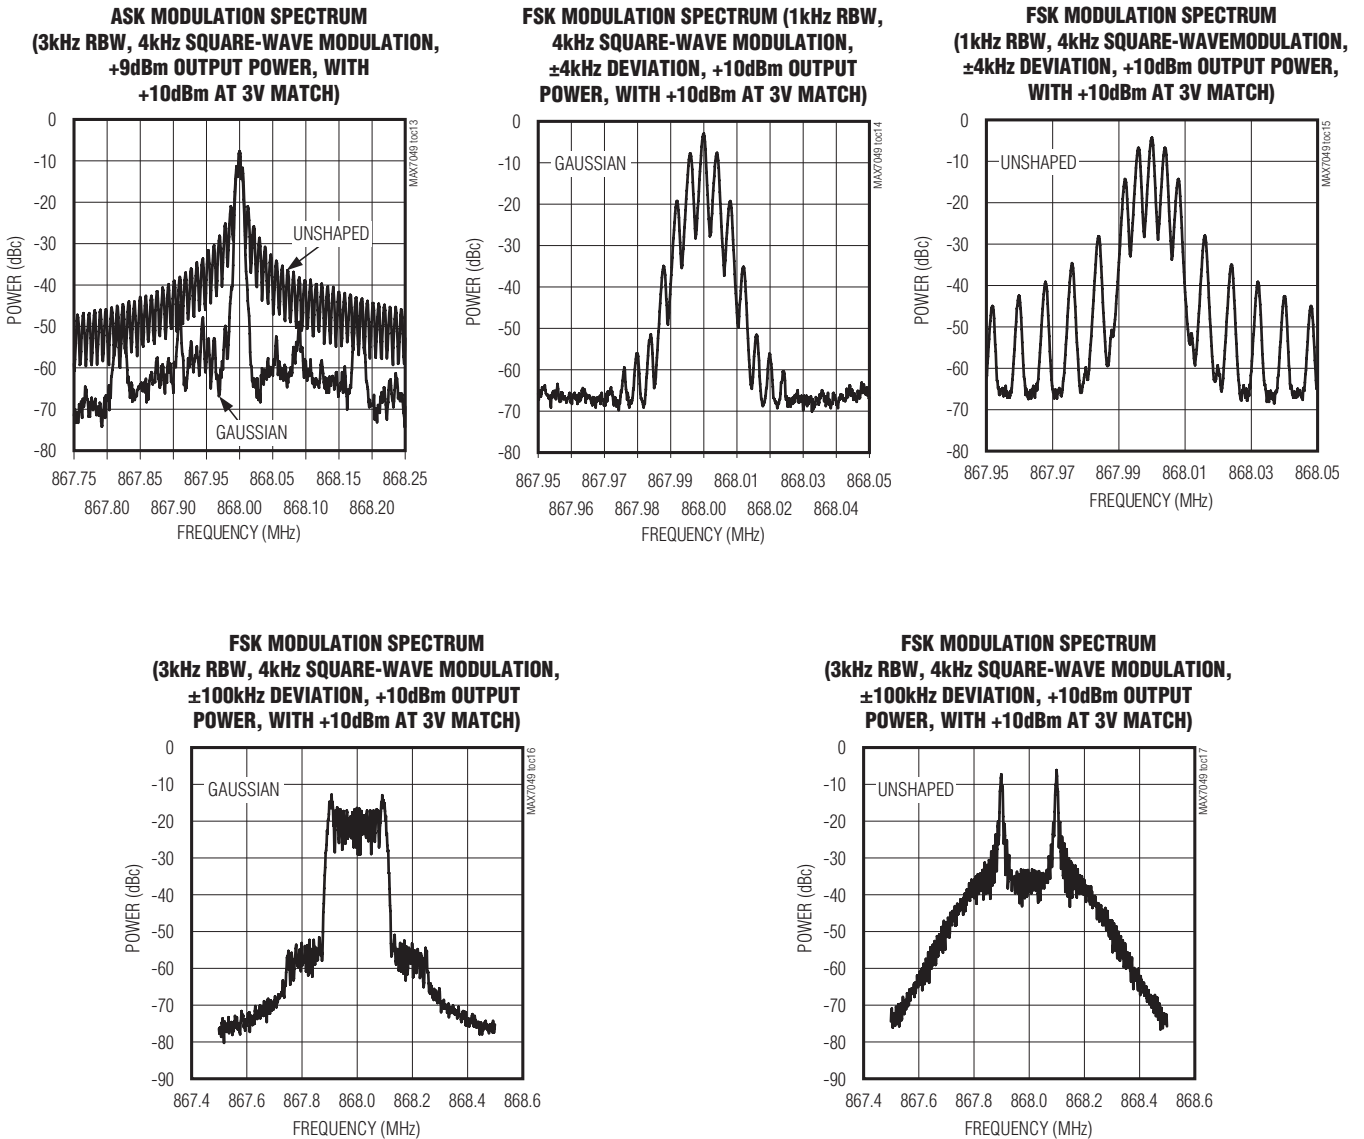 ASK MODULATION SPECTRUM
(3kHz RBW, 4kHz SQUARE-WAVE MODULATION,
+9dBm OUTPUT POWER, WITH
+10dBm AT 3V MATCH)
0
-10
-20
-30
-40
-50
-60
-70
-80
POWER (dBc)
UNSHAPED
GAUSSIAN
MAX7049 toc13
867.75 867.85 867.95 868.05 868.15 868.25
867.80 867.90 868.00 868.10 868.20
FREQUENCY (MHz)
FSK MODULATION SPECTRUM (1kHz RBW,
4kHz SQUARE-WAVE MODULATION,
±4kHz DEVIATION, +10dBm OUTPUT
POWER, WITH +10dBm AT 3V MATCH)
0
-10
-20
-30
-40
-50
-60
-70
-80
POWER (dBc)
GAUSSIAN
MAX7049 toc14
867.95 867.97 867.99 868.01 868.03 868.05
867.96 867.98 868.00 868.02 868.04
FREQUENCY (MHz)
FSK MODULATION SPECTRUM
(1kHz RBW, 4kHz SQUARE-WAVEMODULATION,
±4kHz DEVIATION, +10dBm OUTPUT POWER,
WITH +10dBm AT 3V MATCH)
0
-10
-20
-30
-40
-50
-60
-70
-80
POWER (dBc)
UNSHAPED
MAX7049 toc15
867.95 867.97 867.99 868.01 868.03 868.05
FREQUENCY (MHz)
FSK MODULATION SPECTRUM
(3kHz RBW, 4kHz SQUARE-WAVE MODULATION,
±100kHz DEVIATION, +10dBm OUTPUT
POWER, WITH +10dBm AT 3V MATCH)
0
-10
-20
-30
-40
-50
-60
-70
-80
-90
POWER (dBc)
GAUSSIAN
MAX7049 toc16
867.4 867.6 867.8 868.0 868.2 868.4 868.6
FREQUENCY (MHz)
FSK MODULATION SPECTRUM
(3kHz RBW, 4kHz SQUARE-WAVE MODULATION,
±100kHz DEVIATION, +10dBm OUTPUT
POWER, WITH +10dBm AT 3V MATCH)
0
-10
-20
-30
-40
-50
-60
-70
-80
-90
POWER (dBc)
UNSHAPED
MAX7049 toc17
867.4 867.6 867.8 868.0 868.2 868.4 868.6
FREQUENCY (MHz)